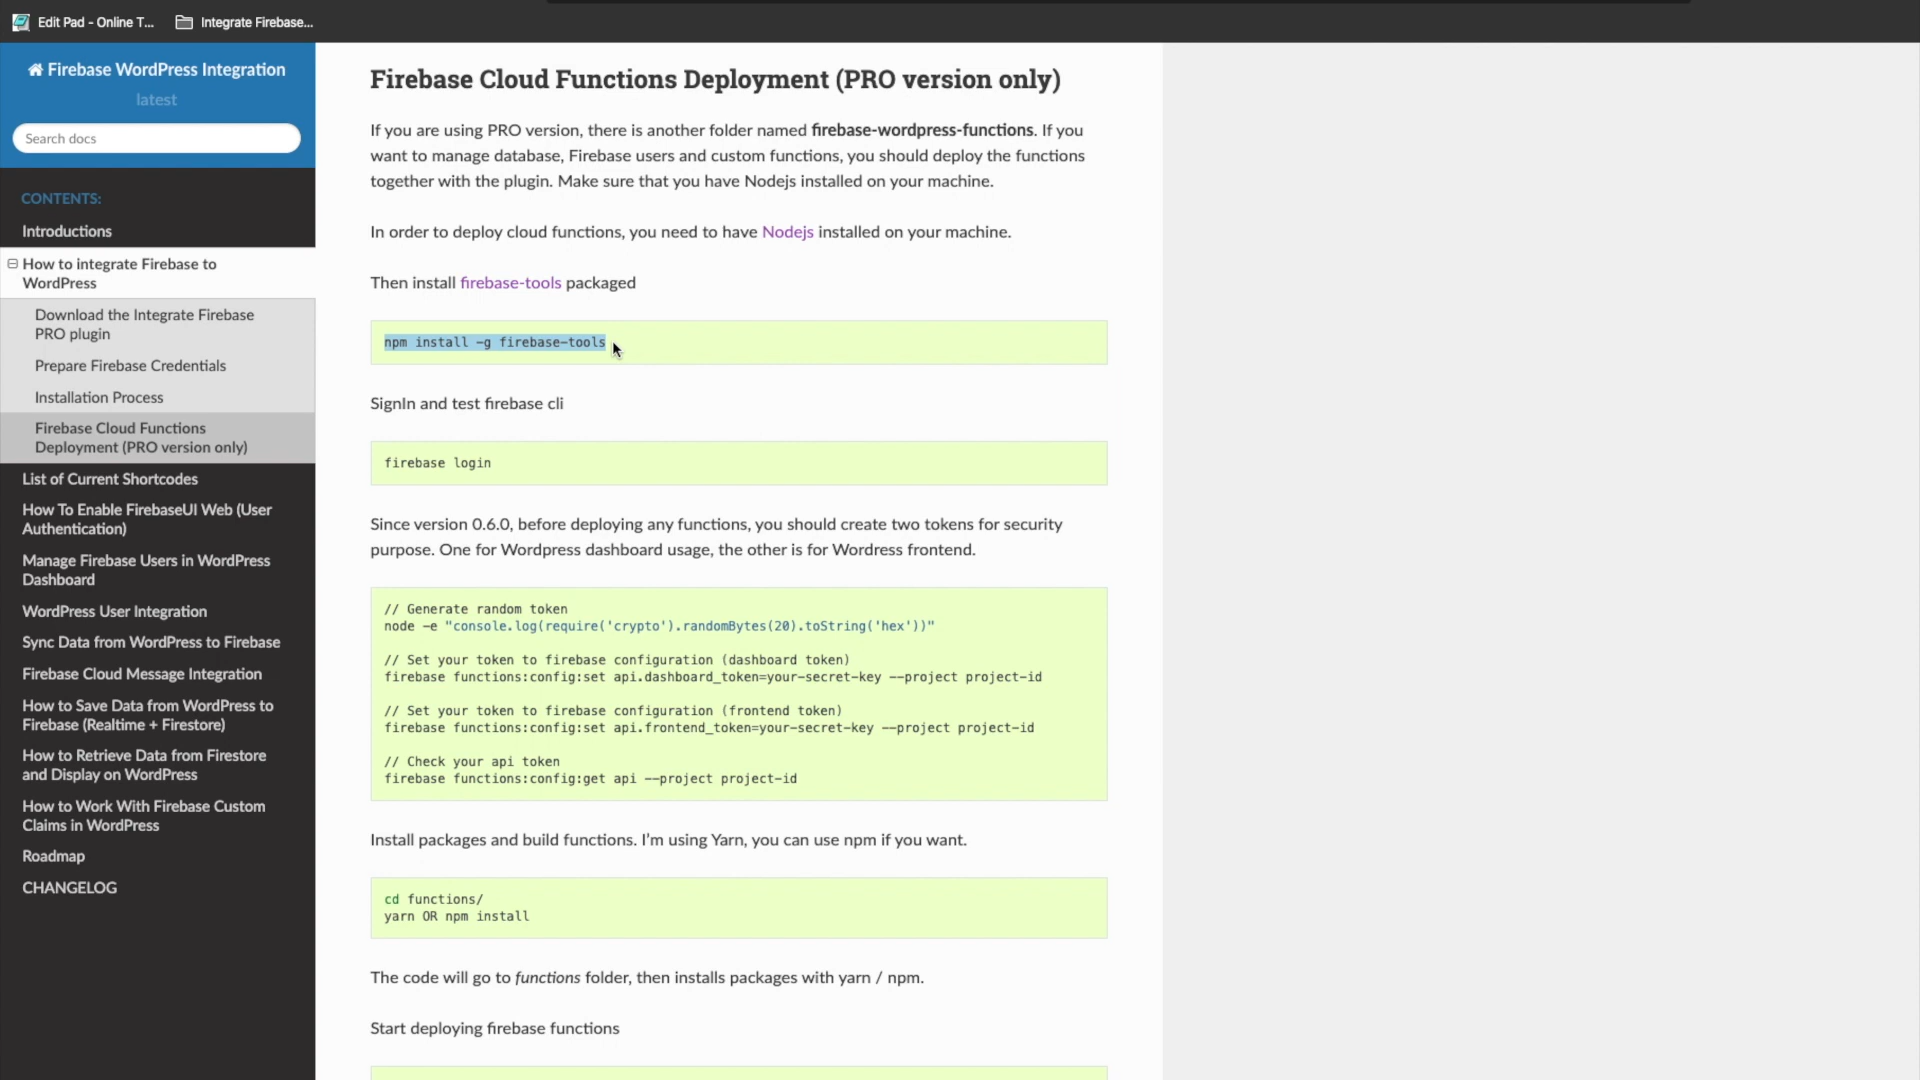 Edit Pad - Online T...
Integrate Firebase...
Firebase WordPress Integration
latest
Search docs
CONTENTS:
Introductions
How to integrate Firebase to
WordPress
Download the Integrate Firebase
PRO plugin
Prepare Firebase Credentials
Installation Process
Firebase Cloud Functions
Deployment (PRO version only)
List of Current Shortcodes
How To Enable FirebaseUI Web (User
Authentication)
Manage Firebase Users in WordPress
Dashboard
WordPress User Integration
Sync Data from WordPress to Firebase
Firebase Cloud Message Integration
How to Save Data from WordPress to
Firebase (Realtime + Firestore)
How to Retrieve Data from Firestore
and Display on WordPress
How to Work With Firebase Custom
Claims in WordPress
Roadmap
CHANGELOG
Firebase Cloud Functions Deployment (PRO version only)
If you are using PRO version, there is another folder named firebase-wordpress-functions. If you
want to manage database, Firebase users and custom functions, you should deploy the functions
together with the plugin. Make sure that you have Nodejs installed on your machine.
In order to deploy cloud functions, you need to have Nodejs installed on your machine.
Then install firebase-tools packaged
npm install -g firebase-tools
SignIn and test firebase cli
firebase login
Since version 0.6.0, before deploying any functions, you should create two tokens for security
purpose. One for Wordpress dashboard usage, the other is for Wordress frontend.
// Generate random token
node -e "console.log(require('crypto').randomBytes(20).toString('hex'))"
// Set your token to firebase configuration (dashboard token)
firebase functions:config:set api.dashboard_token=your-secret-key --project project-id
// Set your token to firebase configuration (frontend token)
firebase functions:config:set api.frontend_token=your-secret-key --project project-id
// Check your api token
firebase functions:config:get api --project project-id
Install packages and build functions. I'm using Yarn, you can use npm if you want.
cd functions/
yarn OR npm install
The code will go to functions folder, then installs packages with yarn / npm.
Start deploying firebase functions